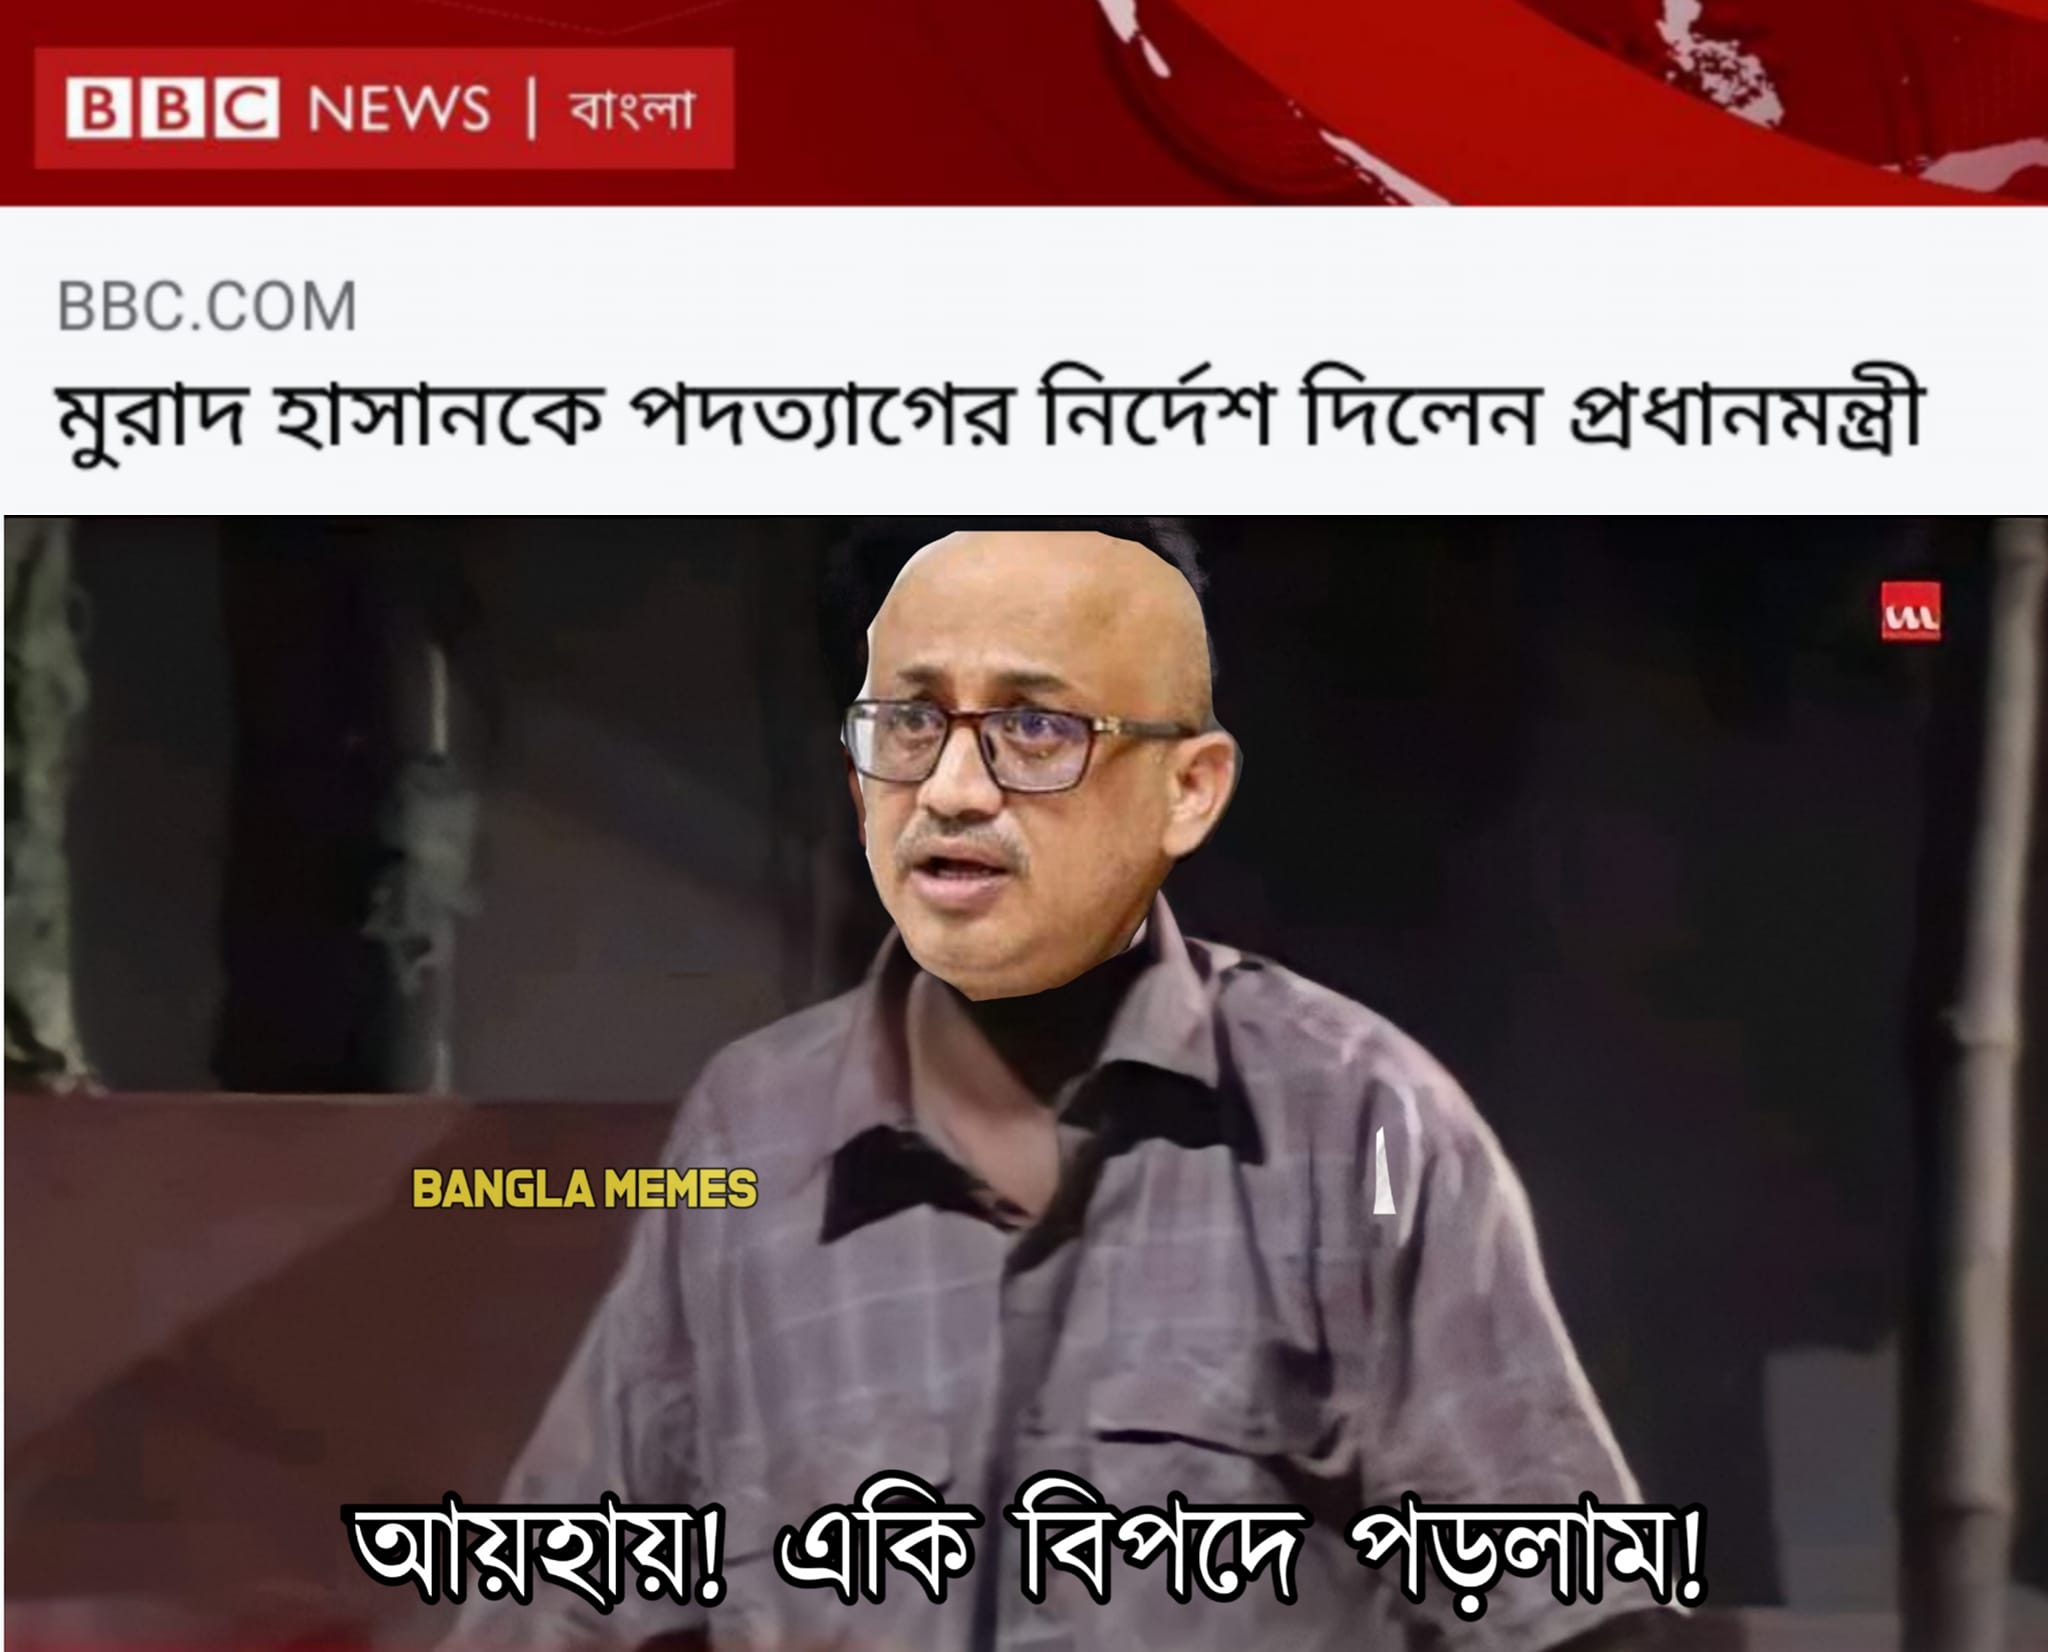 BBC NEWS | বাংলা
BBC.COM
মুরাদ হাসানকে পদত্যাগের নির্দেশ দিলেন প্রধানমন্ত্রী
BANGLA MEMES
আয়হায়! একি বিপদে পড়লাম!